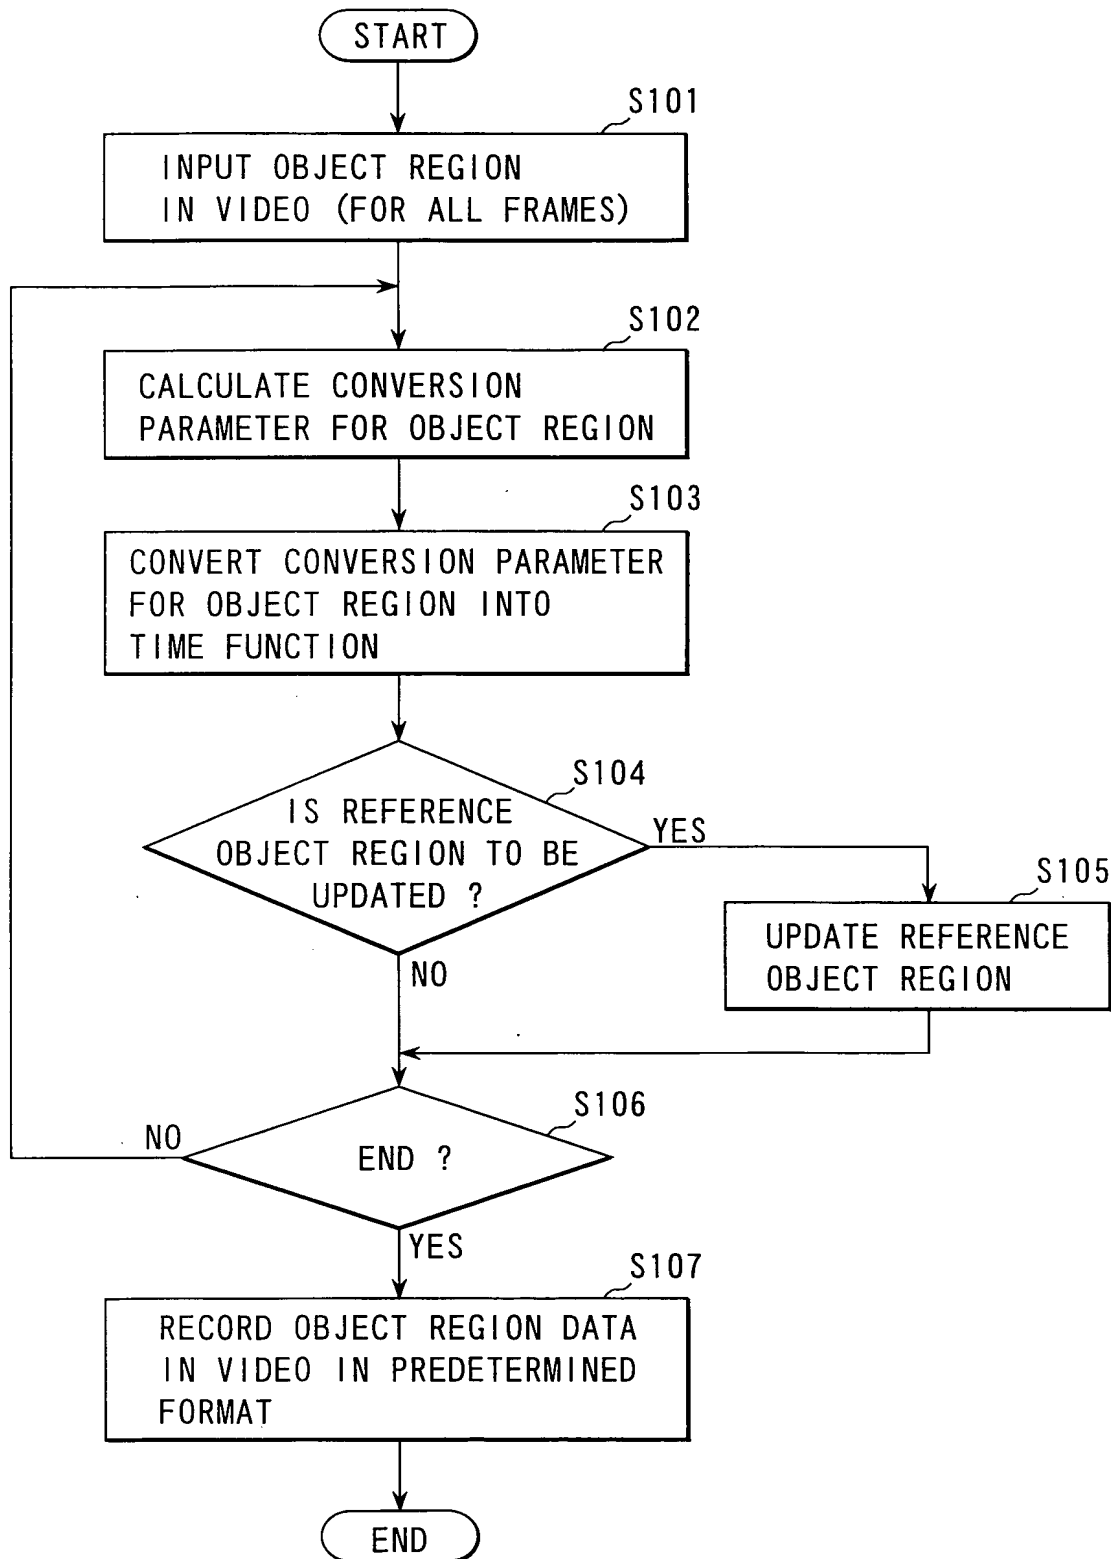 START
S101
INPUT OBJECT REGION
IN VIDEO (FOR ALL FRAMES)
S102
CALCULATE CONVERSION
PARAMETER FOR OBJECT REGION
S103
CONVERT CONVERSION PARAMETER
FOR OBJECT REGION INTO
TIME FUNCTION
S104
IS REFERENCE
OBJECT REGION TO BE
UPDATED ?
YES
S105
UPDATE REFERENCE
OBJECT REGION
NO
S106
END ?
NO
YES
S107
RECORD OBJECT REGION DATA
IN VIDEO IN PREDETERMINED
FORMAT
END